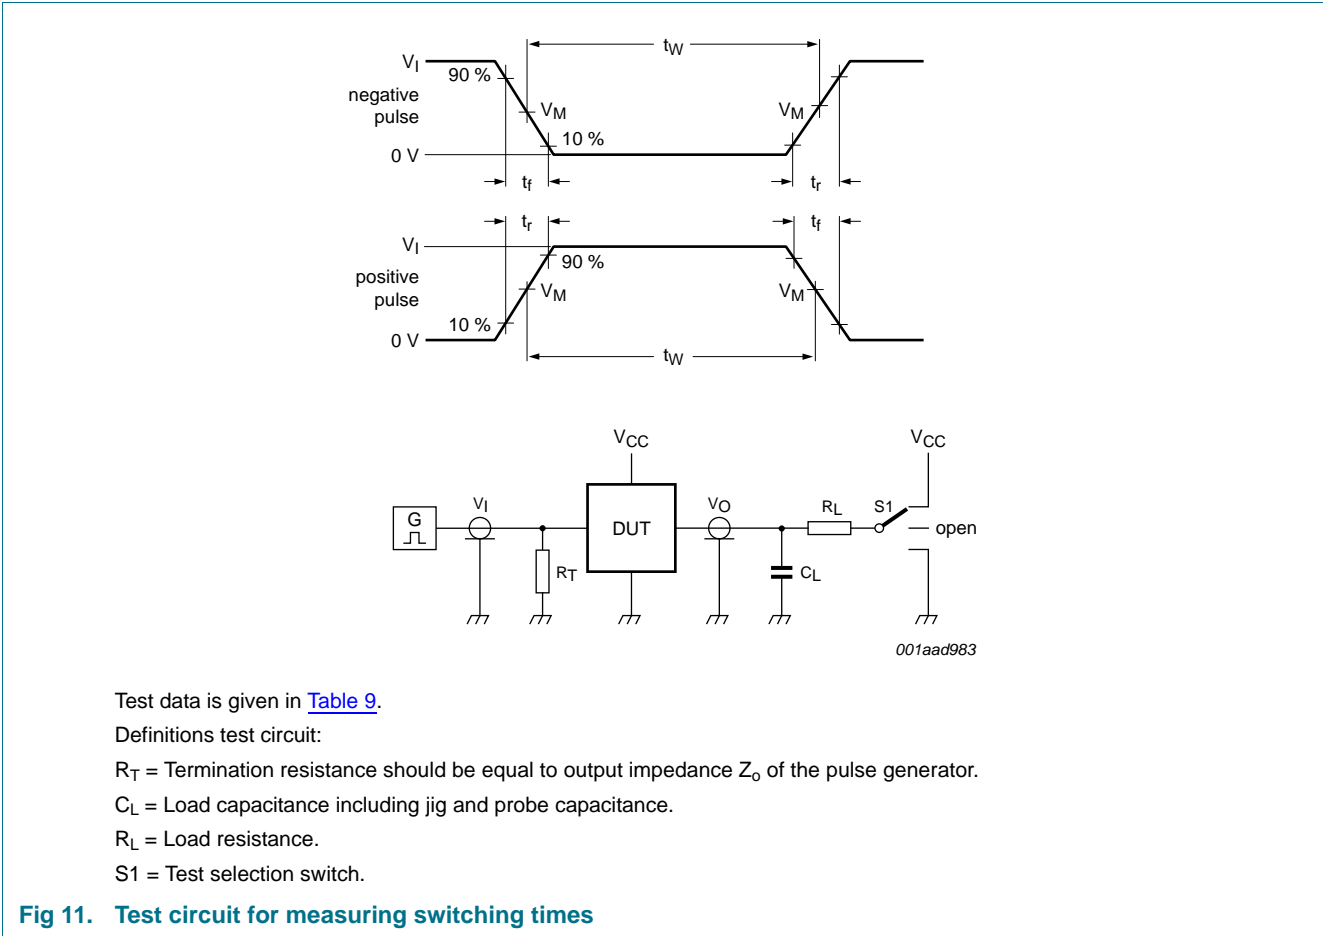 tW
VI
90 %
negative
pulse
VM
VM
10 %
0 V
tf
tr
tr
tf
VI
90 %
positive
pulse
VM
VM
10 %
0 V
tW
VCC
VCC
G
VI
DUT
VO
RL
S1
open
RT
CL
001aad983
Test data is given in Table 9.
Definitions test circuit:
RT = Termination resistance should be equal to output impedance Zo of the pulse generator.
CL = Load capacitance including jig and probe capacitance.
RL = Load resistance.
S1 = Test selection switch.
Fig 11. Test circuit for measuring switching times